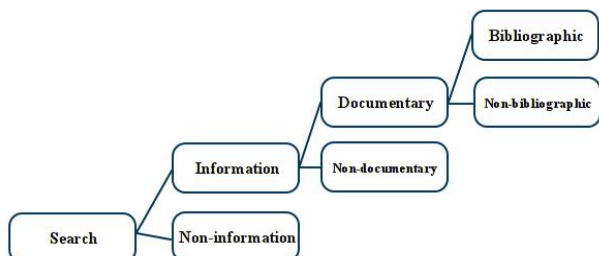 Bibliographic
Documentary
Non-bibliographic
Information
Non-documentary
Search
Non-information